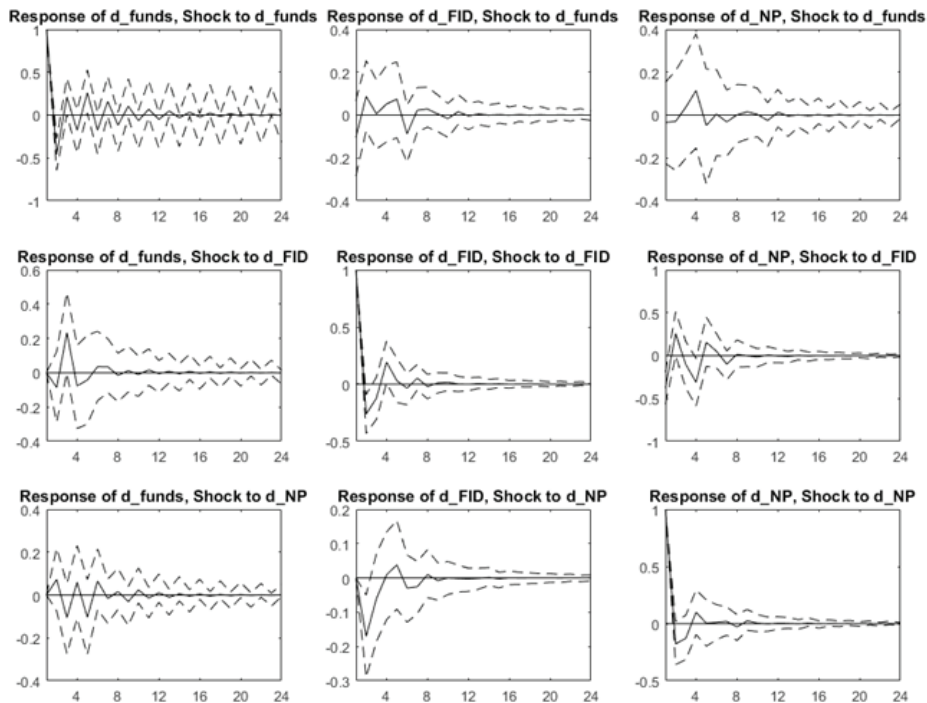 Response of d_funds, Shock to d_funds
1
0.5
0
-0.5
-1
4 8 12 16 20 24
Response of d_FID, Shock to d_funds
0.4
0.2
0
-0.2
-0.4
4 8 12 16 20 24
Response of d_NP, Shock to d_funds
0.4
0.2
0
-0.2
-0.4
4 8 12 16 20 24
Response of d_funds, Shock to d_FID
0.6
0.4
0.2
0
-0.2
-0.4
4 8 12 16 20 24
Response of d_FID, Shock to d_FID
1
0.5
0
-0.5
4 8 12 16 20 24
Response of d_NP, Shock to d_FID
1
0.5
0
-0.5
-1
4 8 12 16 20 24
Response of d_funds, Shock to d_NP
0.4
0.2
0
-0.2
-0.4
4 8 12 16 20 24
Response of d_FID, Shock to d_NP
0.2
0.1
0
-0.1
-0.2
-0.3
4 8 12 16 20 24
Response of d_NP, Shock to d_NP
1
0.5
0
-0.5
4 8 12 16 20 24